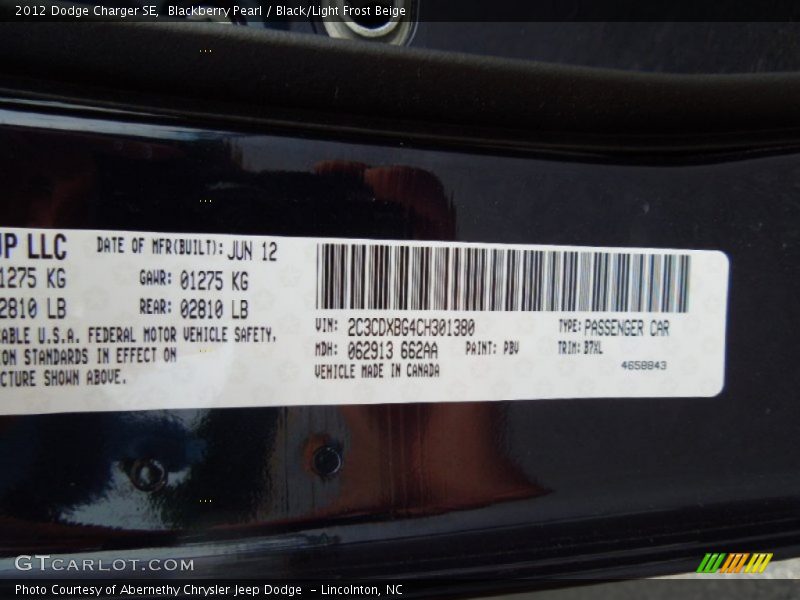 2012 Dodge Charger SE, Blackberry Pearl / Black/Light Frost Beige
UP LLC DATE OF MFR(BUILT): JUN 12
1275 KG GAWR: 01275 KG
2810 LB REAR: 02810 LB
CABLE U.S.A. FEDERAL MOTOR VEHICLE SAFETY,
ON STANDARDS IN EFFECT ON
CTURE SHOWN ABOVE.
VIN: 2C3CDXBG4CH301380 TYPE: PASSENGER CAR
MDH: 062913 662AA PAINT: PBV TRIM: B7XL
VEHICLE MADE IN CANADA
4658843
GTCARLOT.COM
Photo Courtesy of Abernethy Chrysler Jeep Dodge - Lincolnton, NC